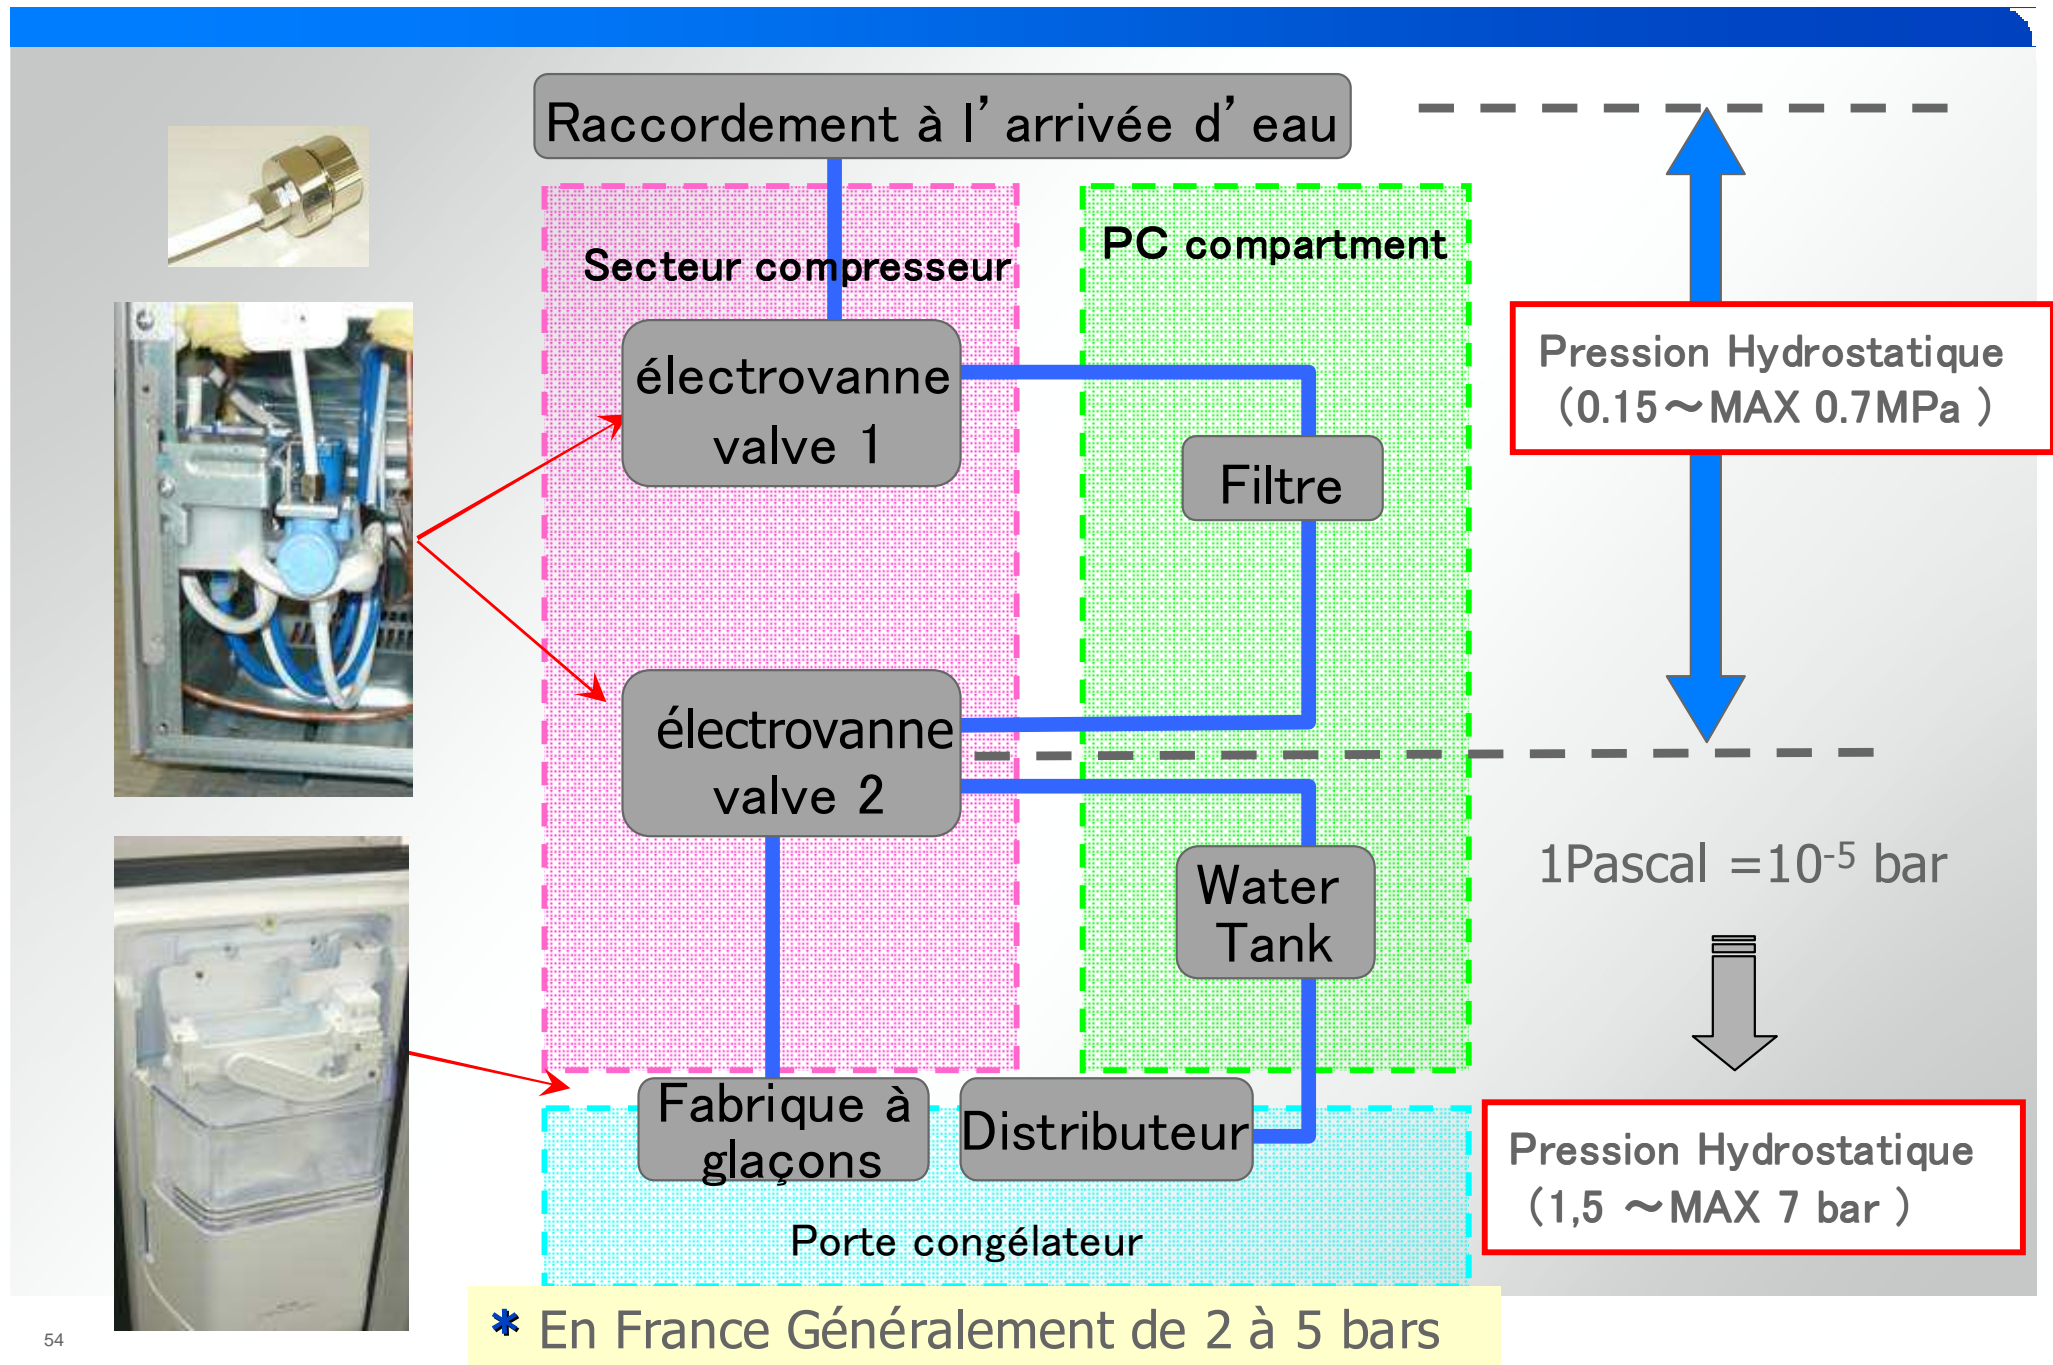 Raccordement à l’arrivée d’eau
Secteur compresseur
PC compartment
électrovanne
valve 1
Filtre
Pression Hydrostatique
（0.15～MAX 0.7MPa ）
électrovanne
valve 2
Water
Tank
1Pascal =10⁻⁵ bar
Fabrique à
glaçons
Distributeur
Pression Hydrostatique
（1,5 ～MAX 7 bar ）
Porte congélateur
* En France Généralement de 2 à 5 bars
54